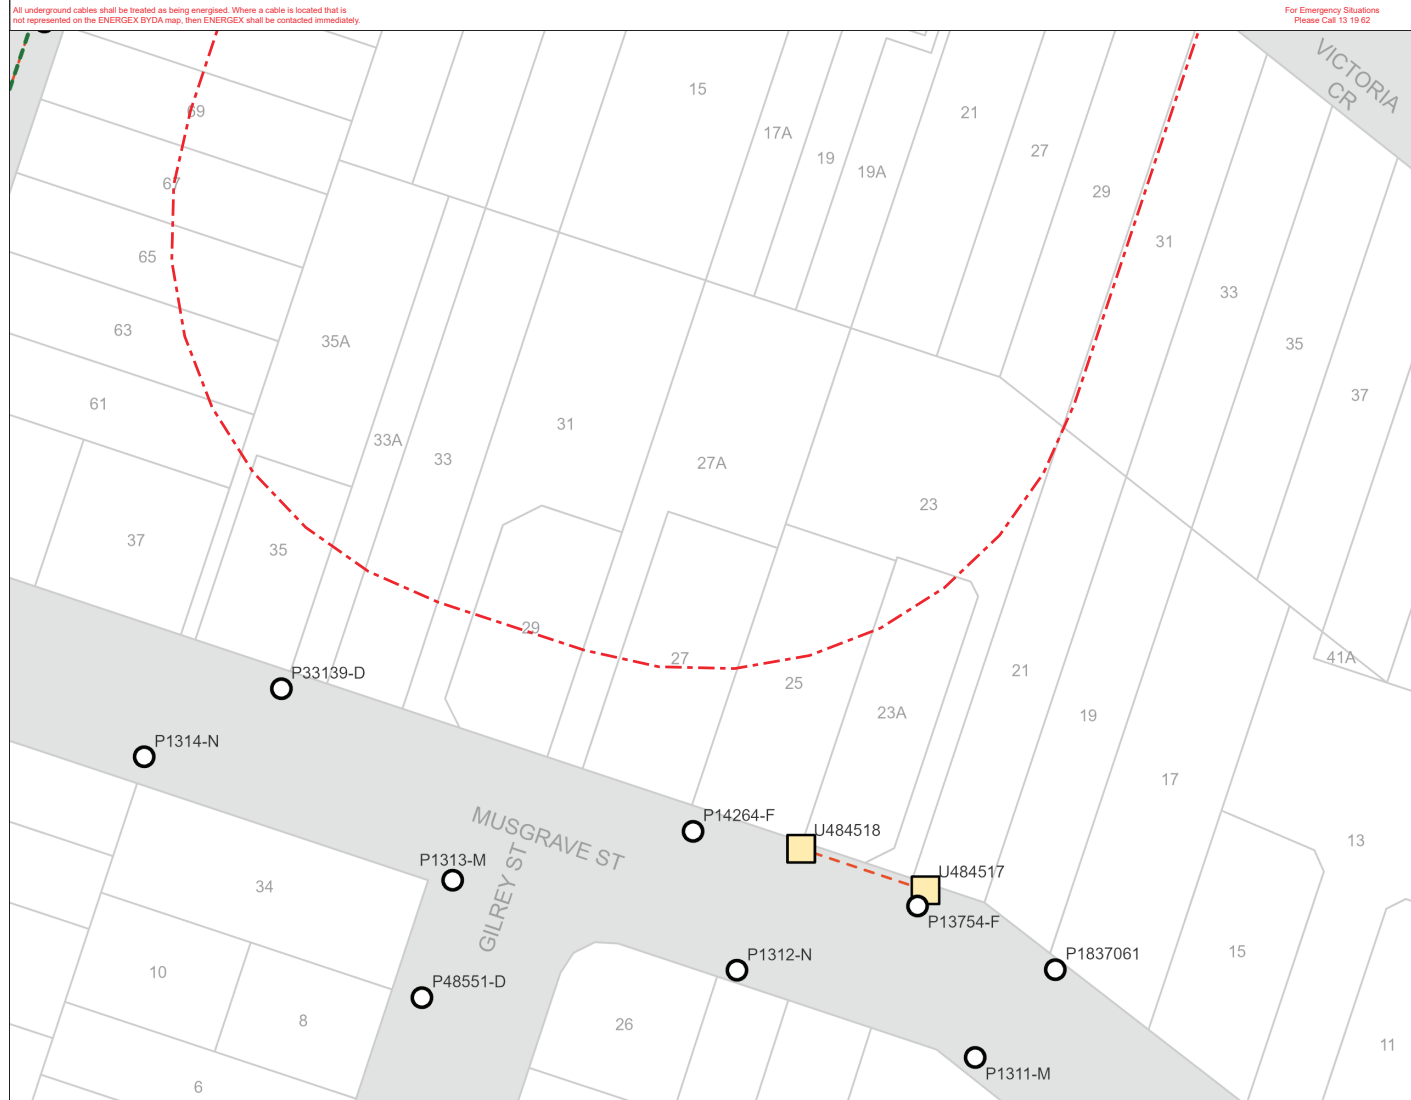 All underground cables shall be treated as being energised. Where a cable is located that is
not represented on the ENERGEX BYDA map, then ENERGEX shall be contacted immediately.
For Emergency Situations
Please Call 13 19 62
VICTORIA
CR
15
69
17A
21
19
27
19A
67
29
31
65
33
63
35A
35
37
61
31
33A
33
27A
23
37
35
29
27
41A
21
25
P33139-D
23A
19
P1314-N
17
P14264-F
MUSGRAVE ST
U484518
13
P1313-M
U484517
34
GILREY ST
P13754-F
15
P1312-N
P1837061
10
P48551-D
8
26
11
P1311-M
6